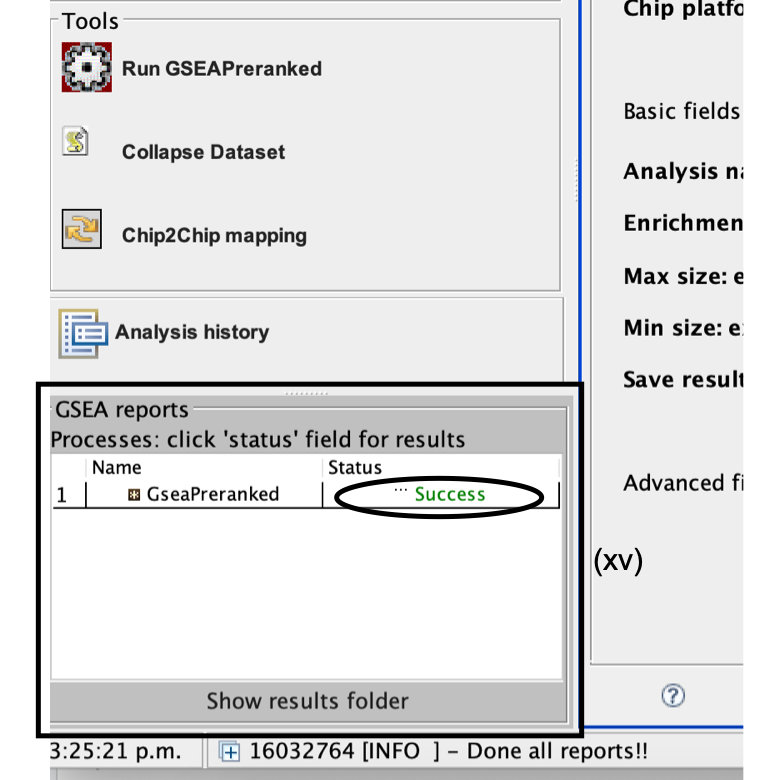 Tools
Run GSEAPreranked
Collapse Dataset
Chip2Chip mapping
Analysis history
GSEA reports
Processes: click 'status' field for results
Name Status
1 GseaPreranked ... Success
Show results folder
3:25:21 p.m. 16032764 [INFO ] – Done all reports!!
Chip platfo
Basic fields
Analysis na
Enrichmen
Max size: e
Min size: ex
Save result
Advanced fi
(xv)
?